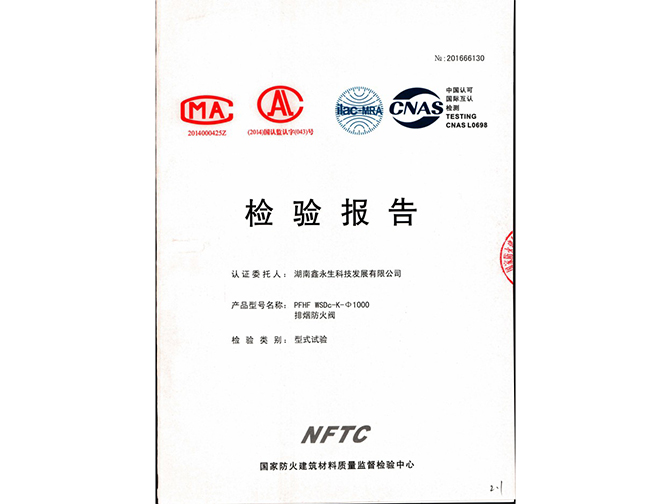 №:201666130
CMA
2014000425Z
CAL
(2014)国认监认字(043)号
ilac-MRA
CNAS
中国认可
国际互认
检测
TESTING
CNAS L0698
检验报告
认证委托人: 湖南鑫永生科技发展有限公司
产品型号名称: PFHF WSDc-K-Φ1000
排烟防火阀
检验类别: 型式试验
NFTC
国家防火建筑材料质量监督检验中心
2-1